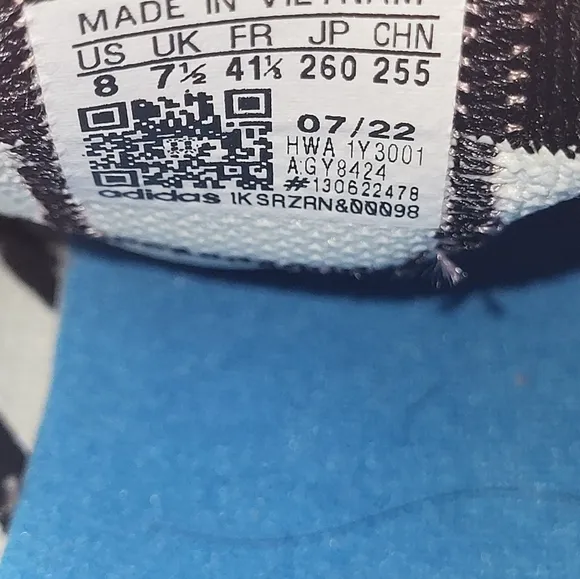 MADE IN VIETNAM
US UK FR JP CHN
8 7½ 41⅓ 260 255
07/22
HWA 1Y3001
AGY8424
#130622478
adidas 1KSRZRN&00098